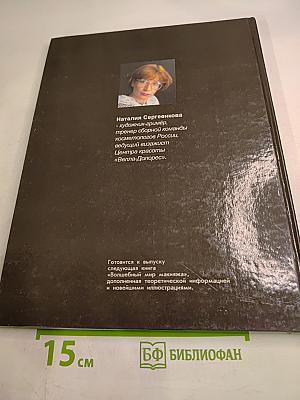 Наталия Сергеенкова
- художник-гример,
тренер сборной команды
косметологов России,
ведущий визажист
Центра красоты
«Велла-Долорес».
Готовится к выпуску
следующая книга
«Волшебный мир макияжа»,
дополненная теоретической информацией
и новейшими иллюстрациями.
15 см
БФ БИБЛИОФАН